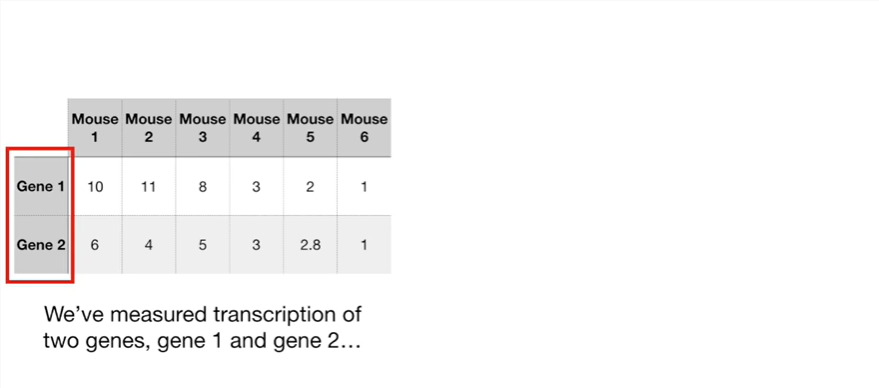 Mouse Mouse Mouse Mouse Mouse Mouse
1 2 3 4 5 6
Gene 1 10 11 8 3 2 1
Gene 2 6 4 5 3 2.8 1
We’ve measured transcription of
two genes, gene 1 and gene 2…